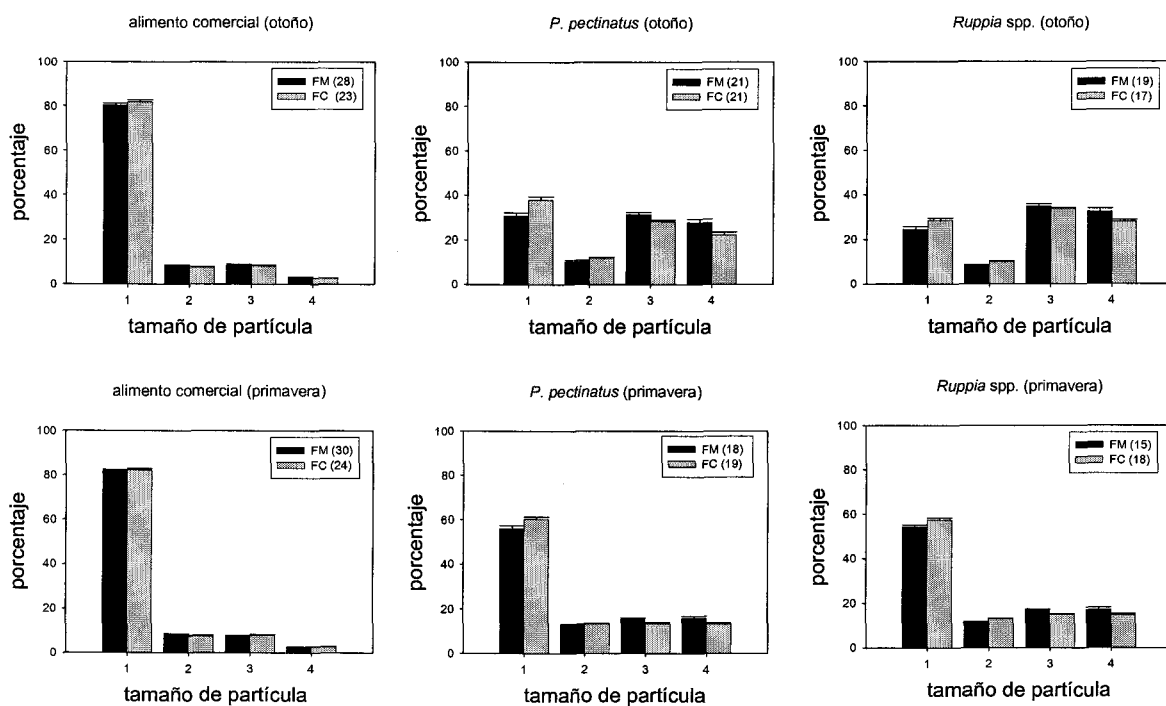 alimento comercial (otoño)
100
80
60
40
20
0
porcentaje
FM (28)
FC (23)
1 2 3 4
tamaño de partícula
P. pectinatus (otoño)
100
80
60
40
20
0
porcentaje
FM (21)
FC (21)
1 2 3 4
tamaño de partícula
Ruppia spp. (otoño)
100
80
60
40
20
0
porcentaje
FM (19)
FC (17)
1 2 3 4
tamaño de partícula
alimento comercial (primavera)
100
80
60
40
20
0
porcentaje
FM (30)
FC (24)
1 2 3 4
tamaño de partícula
P. pectinatus (primavera)
100
80
60
40
20
0
porcentaje
FM (18)
FC (19)
1 2 3 4
tamaño de partícula
Ruppia spp. (primavera)
100
80
60
40
20
0
porcentaje
FM (15)
FC (18)
1 2 3 4
tamaño de partícula